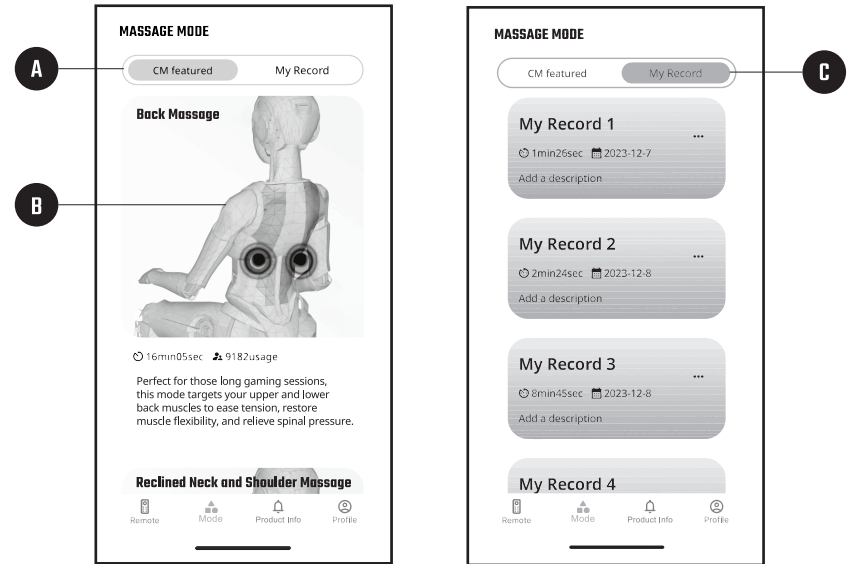 MASSAGE MODE
A
CM featured My Record
Back Massage
B
16min05sec 9182usage
Perfect for those long gaming sessions,
this mode targets your upper and lower
back muscles to ease tension, restore
muscle flexibility, and relieve spinal pressure.
Reclined Neck and Shoulder Massage
Remote Mode Product Info Profile
MASSAGE MODE
CM featured My Record
C
My Record 1
...
1min26sec 2023-12-7
Add a description
My Record 2
...
2min24sec 2023-12-8
Add a description
My Record 3
...
8min45sec 2023-12-8
Add a description
My Record 4
Remote Mode Product Info Profile